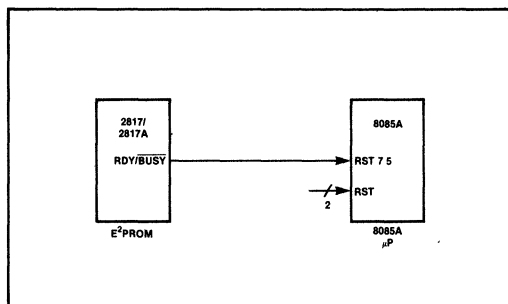 2817/
2817A
RDY/BUSY
E²PROM
8085A
RST 7 5
RST
2
8085A
μP